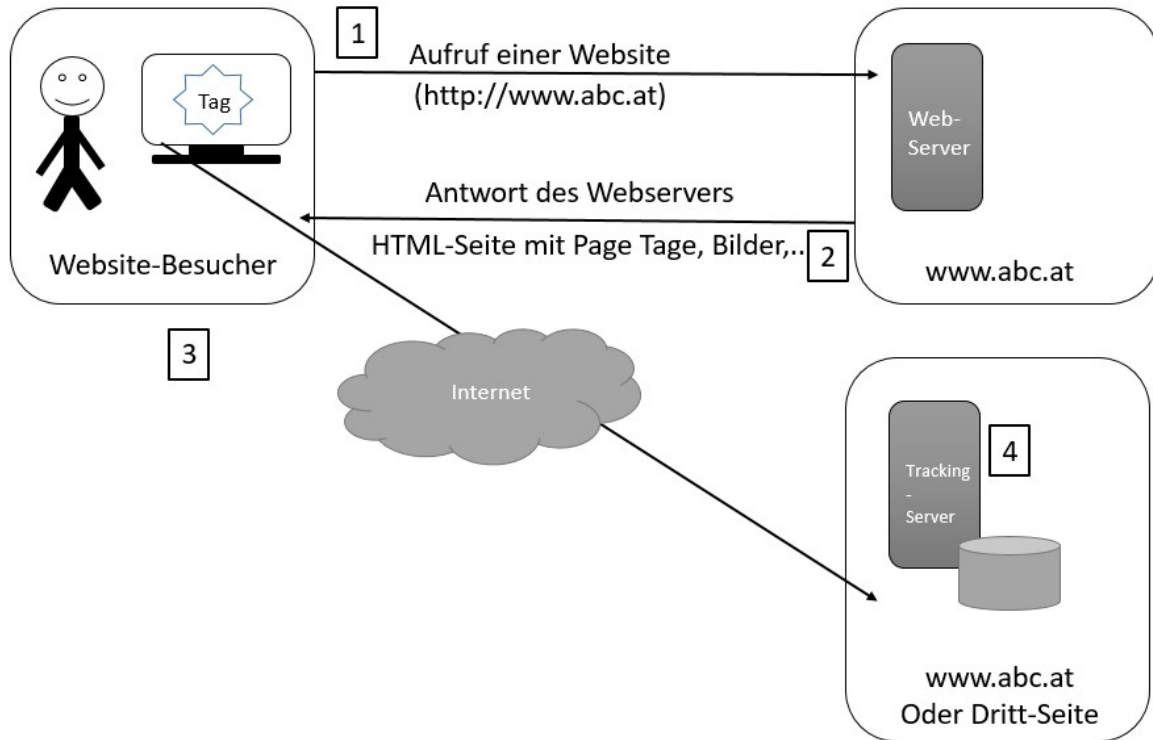 1
Aufruf einer Website
(http://www.abc.at)
Tag
Web-
Server
Antwort des Webservers
HTML-Seite mit Page Tage, Bilder,..
2
Website-Besucher
www.abc.at
3
Internet
4
Tracking
-
Server
www.abc.at
Oder Dritt-Seite